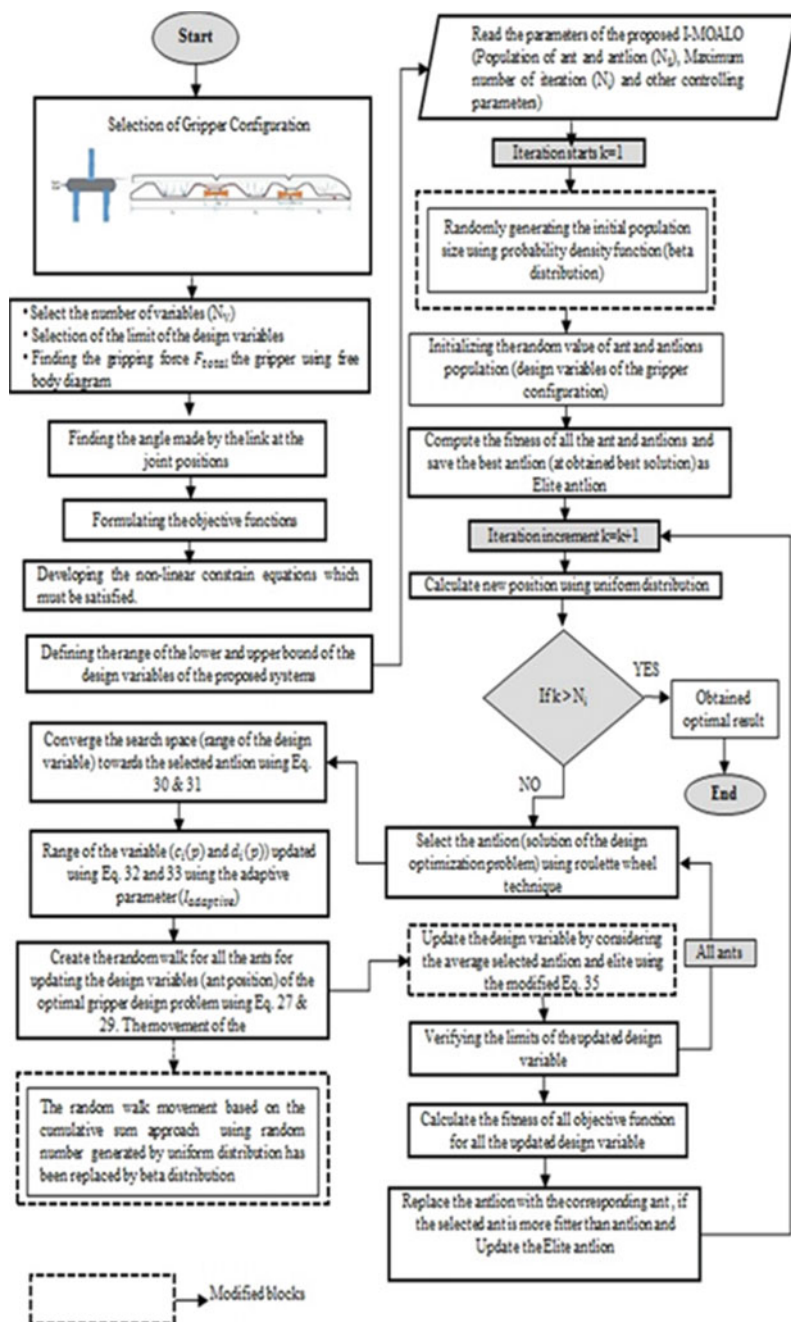 Start
Selection of Gripper Configuration
• Select the number of variables (N_V)
• Selection of the limit of the design variables
• Finding the gripping force F_total the gripper using free
body diagram
Finding the angle made by the link at the
joint positions
Formulating the objective functions
Developing the non-linear constrain equations which
must be satisfied.
Defining the range of the lower and upper bound of the
design variables of the proposed systems
Read the parameters of the proposed I-MOALO
(Population of ant and antlion (N_S), Maximum
number of iteration (N_i) and other controlling
parameters)
Iteration starts k=1
Randomly generating the initial population
size using probability density function (beta
distribution)
Initializing the random value of ant and antlions
population (design variables of the gripper
configuration)
Compute the fitness of all the ant and antlions and
save the best antlion (at obtained best solution) as
Elite antlion
Iteration increment k=k+1
Calculate new position using uniform distribution
If k > N_i
YES
Obtained
optimal result
End
NO
Select the antlion (solution of the design
optimization problem) using roulette wheel
technique
Converge the search space (range of the design
variable) towards the selected antlion using Eq.
30 & 31
Range of the variable (c_i(p) and d_i(p)) updated
using Eq. 32 and 33 using the adaptive
parameter (I_adaptive)
Create the random walk for all the ants for
updating the design variables (ant position) of the
optimal gripper design problem using Eq. 27 &
29. The movement of the
The random walk movement based on the
cumulative sum approach using random
number generated by uniform distribution has
been replaced by beta distribution
Update the design variable by considering
the average selected antlion and elite using
the modified Eq. 35
All ants
Verifying the limits of the updated design
variable
Calculate the fitness of all objective function
for all the updated design variable
Replace the antlion with the corresponding ant, if
the selected ant is more fitter than antlion and
Update the Elite antlion
Modified blocks